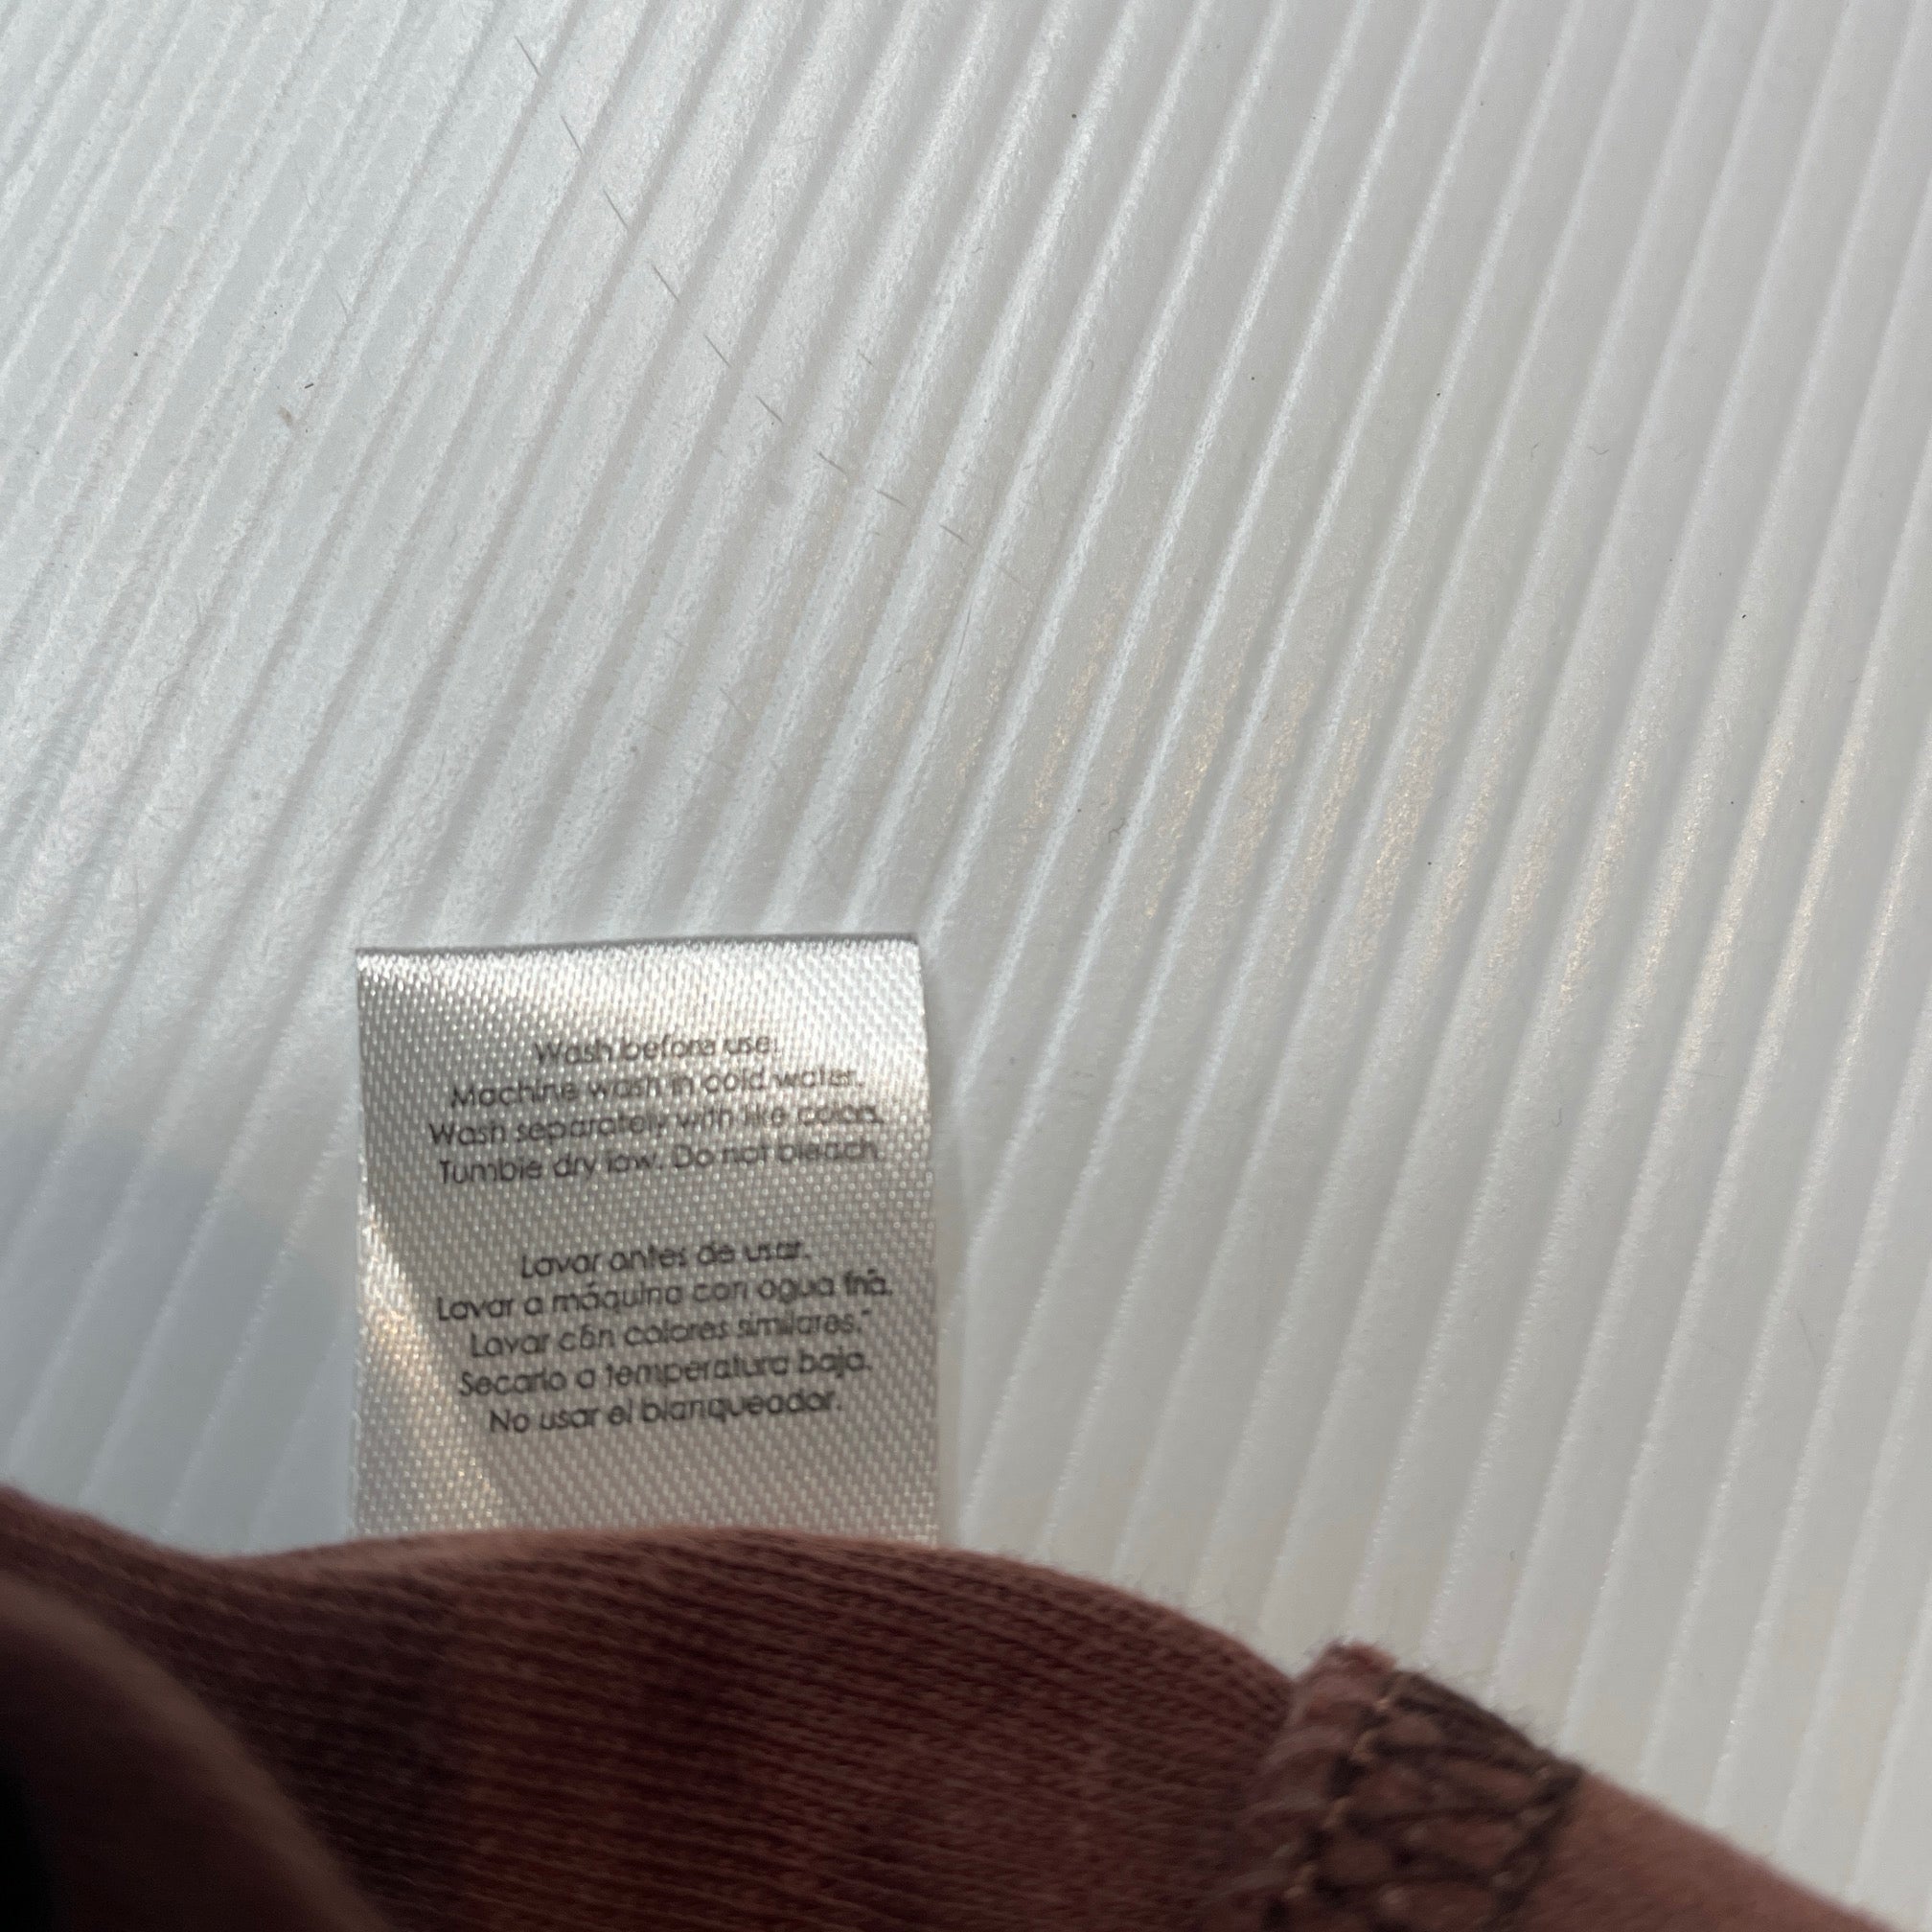 Wash before use.
Machine wash in cold water.
Wash separately with like colors.
Tumble dry low. Do not bleach.
Lavar antes de usar.
Lavar a máquina con agua fría.
Lavar con colores similares.
Secarlo a temperatura baja.
No usar el blanqueador.